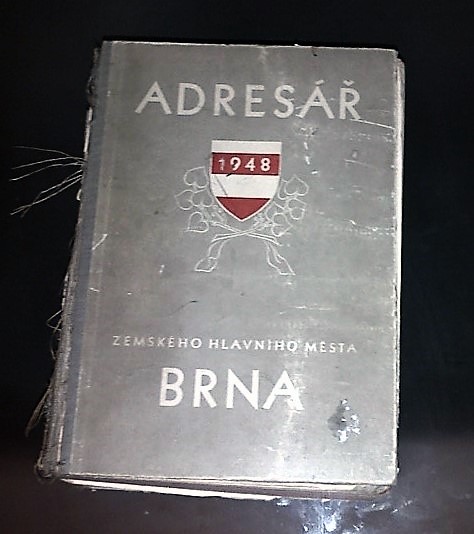 ADRESÁŘ
1948
ZEMSKÉHO HLAVNÍHO MĚSTA
BRNA